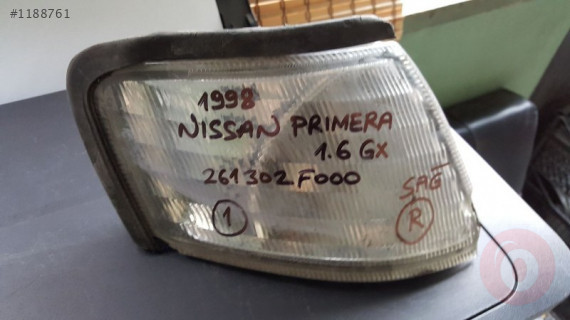 #1188761
1998
NISSAN PRIMERA
1.6 GX
261302F000
SAĞ
1
R